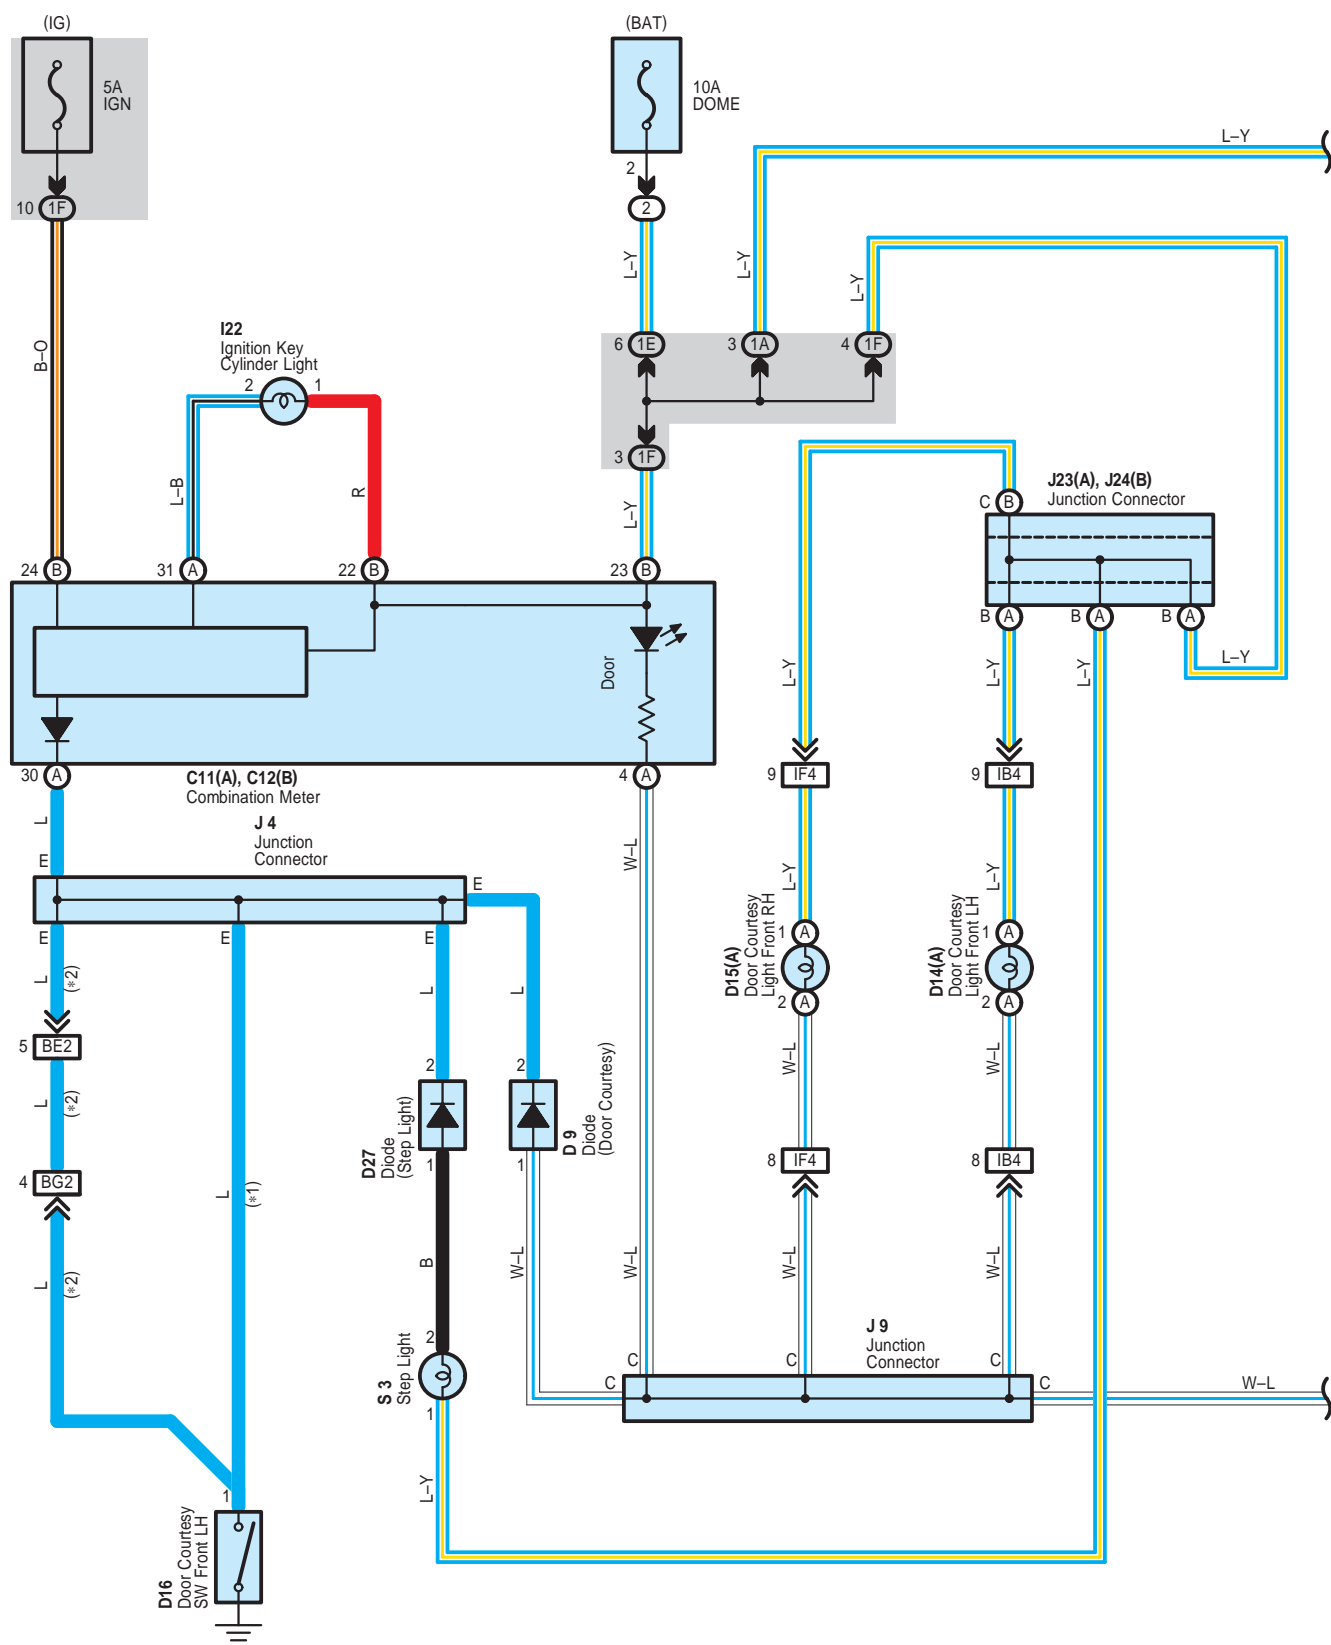 (IG)
(BAT)
5A
IGN
10A
DOME
L–Y
2
10 1F
2
L–Y
L–Y
L–Y
B–O
I22
Ignition Key
Cylinder Light
2
1
6 1E
3 1A
4 1F
L–B
R
3 1F
L–Y
J23(A), J24(B)
Junction Connector
C B
24 B
31 A
22 B
23 B
B A
B A
B A
L–Y
Door
L–Y
L–Y
L–Y
30 A
C11(A), C12(B)
Combination Meter
4 A
9 IF4
9 IB4
L
J 4
Junction
Connector
W–L
E
E
L–Y
L–Y
D15(A)
Door Courtesy
Light Front RH
1 A
2 A
D14(A)
Door Courtesy
Light Front LH
1 A
2 A
E
E
E
L
(*2)
L
L
5 BE2
W–L
W–L
2
2
L
(*2)
D27
Diode
(Step Light)
D 9
Diode
(Door Courtesy)
1
1
8 IF4
8 IB4
4 BG2
L
(*1)
L
(*2)
B
W–L
W–L
W–L
W–L
J 9
Junction
Connector
2
S 3
Step Light
1
C
C
C
C
C
W–L
L–Y
1
D16
Door Courtesy
SW Front LH